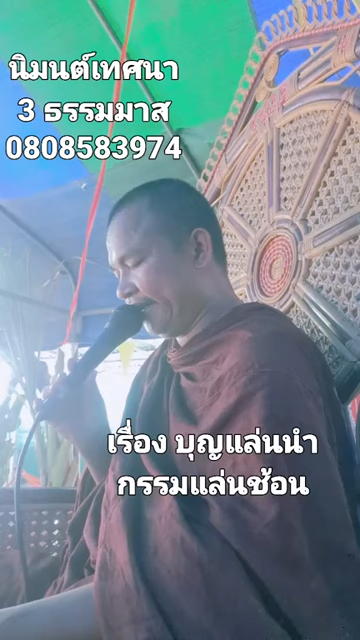 นิมนต์เทศนา
3 ธรรมมาส
0808583974
เรื่อง บุญแล่นนำ
กรรมแล่นซ้อน